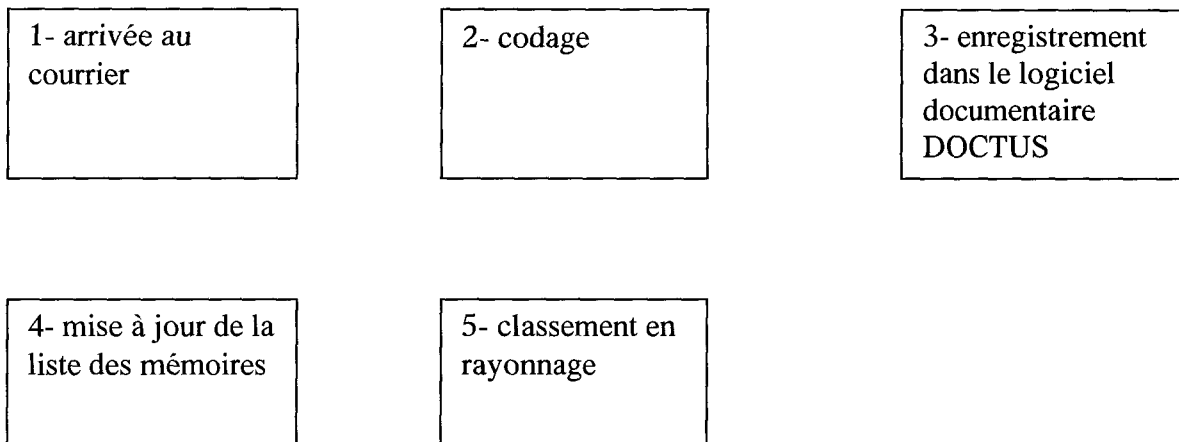 1- arrivée au
courrier
2- codage
3- enregistrement
dans le logiciel
documentaire
DOCTUS
4- mise à jour de la
liste des mémoires
5- classement en
rayonnage